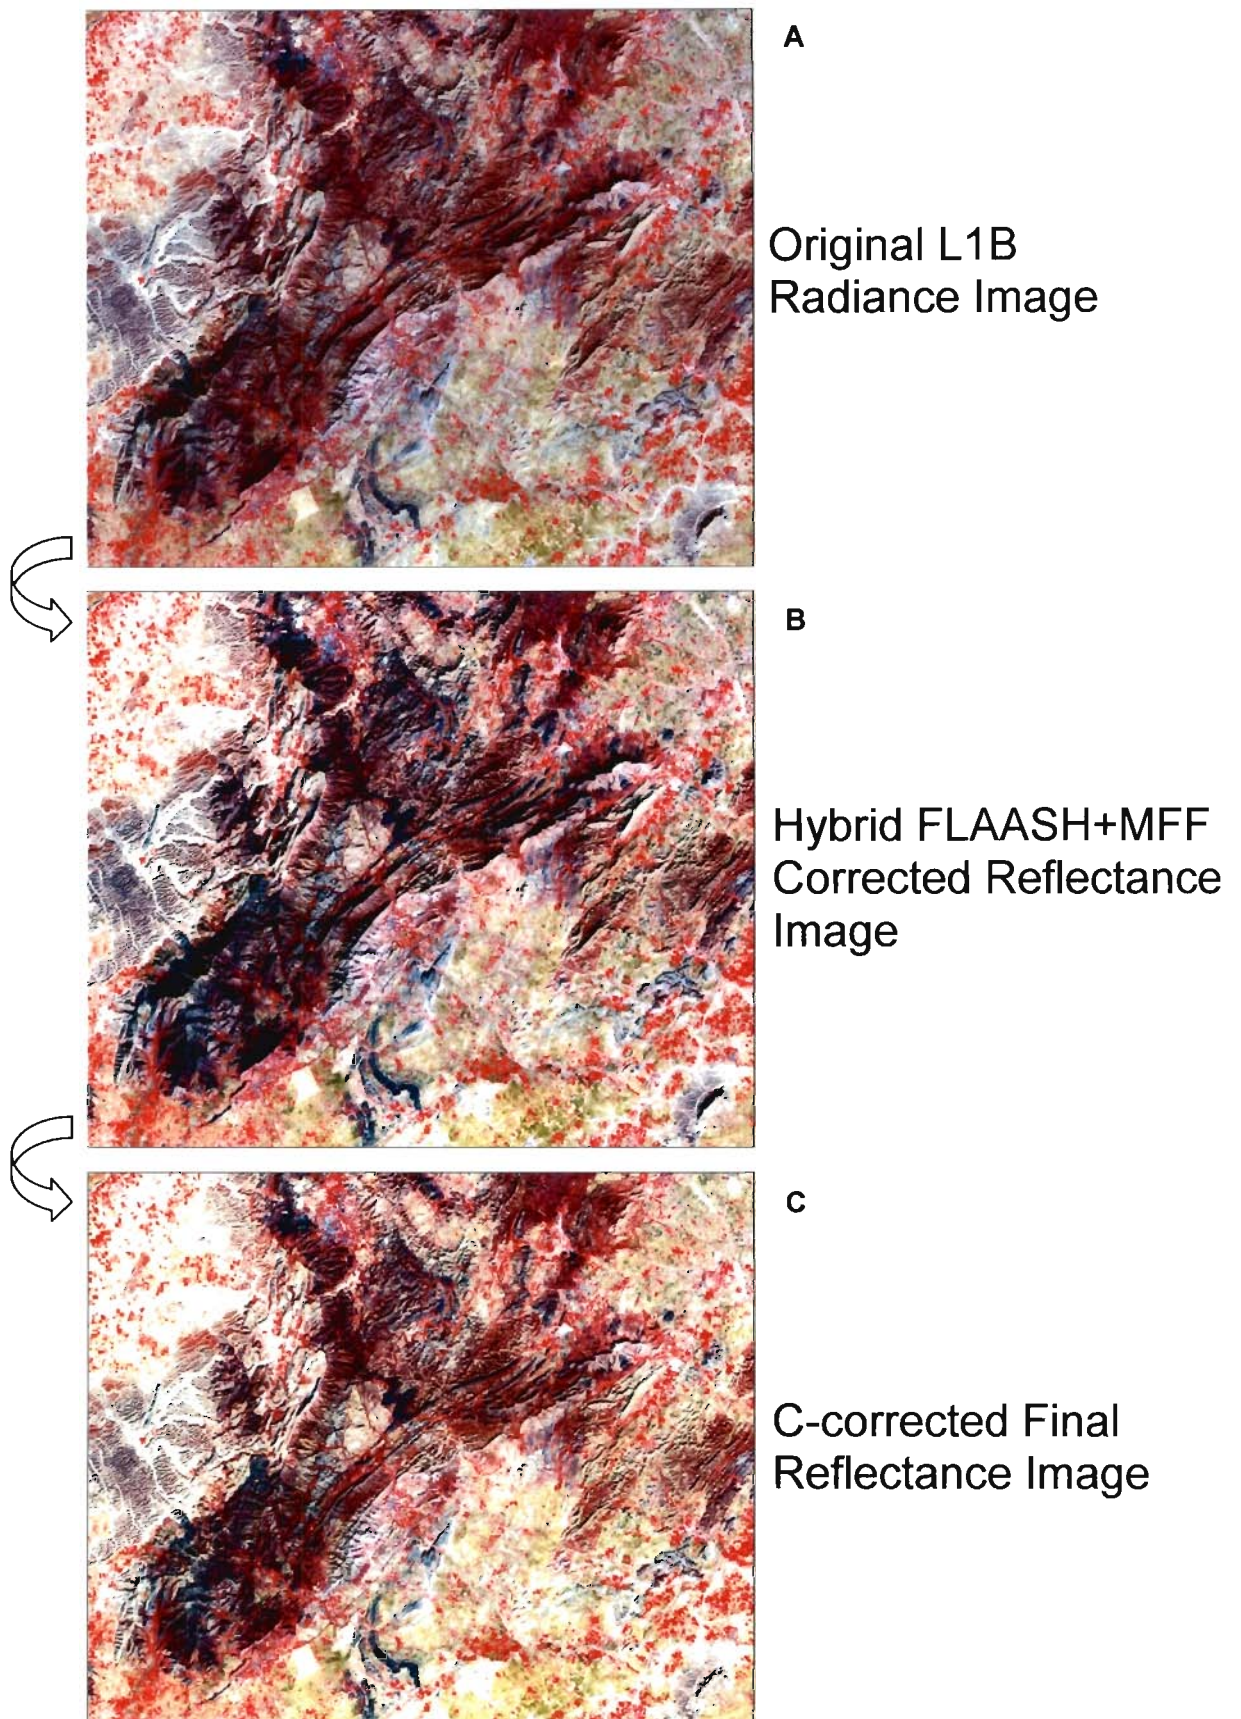 A
Original L1B
Radiance Image
B
Hybrid FLAASH+MFF
Corrected Reflectance
Image
C
C-corrected Final
Reflectance Image